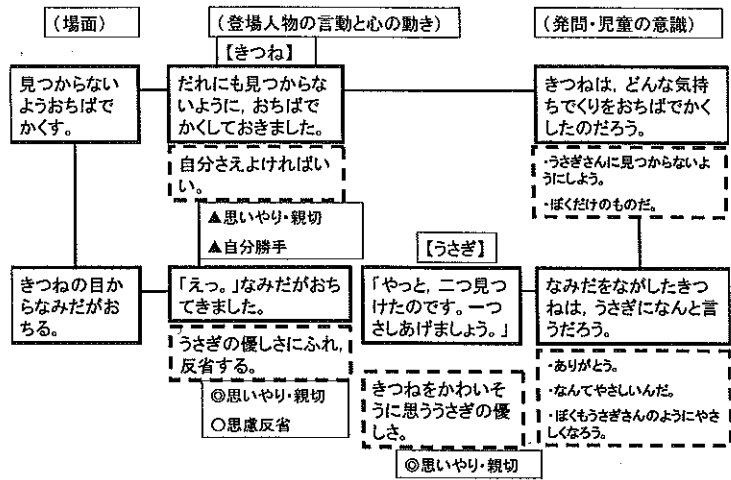 （場面）
（登場人物の言動と心の動き）
（発問・児童の意識）
【きつね】
見つからない
ようおちばで
かくす。
だれにも見つからな
いように，おちばで
かくしておきました。
きつねは，どんな気持
ちでくりをおちばでかく
したのだろう。
自分さえよければい
い。
・うさぎさんに見つからないよ
うにしよう。
・ぼくだけのものだ。
▲思いやり・親切
▲自分勝手
【うさぎ】
きつねの目か
らなみだがお
ちる。
「えっ。」なみだがおち
てきました。
「やっと，二つ見つ
けたのです。一つ
さしあげましょう。」
なみだをながしたきつ
ねは，うさぎになんと言
うだろう。
うさぎの優しさにふれ，
反省する。
・ありがとう。
・なんてやさしいんだ。
・ぼくもうさぎさんのようにやさ
しくなろう。
◎思いやり・親切
○思慮反省
きつねをかわいそ
うに思ううさぎの優
しさ。
◎思いやり・親切